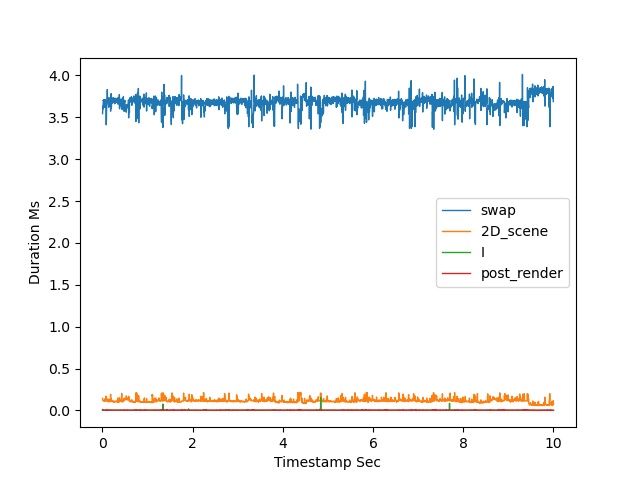 4.0
3.5
3.0
2.5
2.0
1.5
1.0
0.5
0.0
Duration Ms
swap
2D_scene
I
post_render
0 2 4 6 8 10
Timestamp Sec